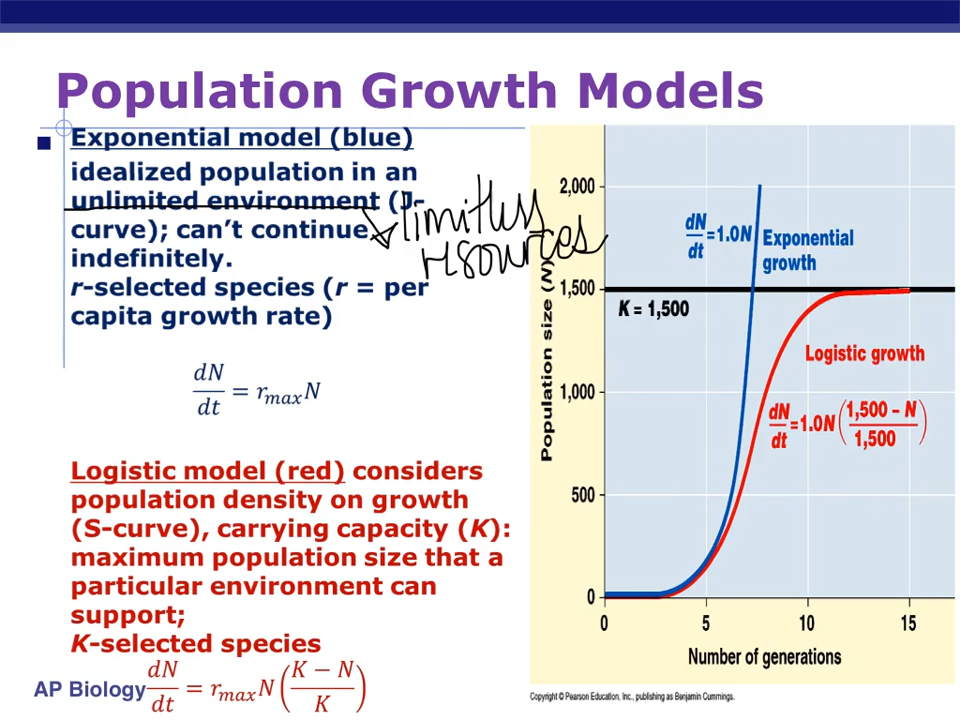 Population Growth Models
Exponential model (blue)
idealized population in an
unlimited environment (J-
curve); can't continue
indefinitely.
r-selected species (r = per
capita growth rate)
limitless
resources
dN/dt = r_max N
Logistic model (red) considers
population density on growth
(S-curve), carrying capacity (K):
maximum population size that a
particular environment can
support;
K-selected species
dN/dt = r_max N ((K − N)/K)
AP Biology
Population size (N)
2,000
1,500
1,000
500
0
dN/dt =1.0N
Exponential
growth
K = 1,500
Logistic growth
dN/dt =1.0N ((1,500 – N)/1,500)
0 5 10 15
Number of generations
Copyright © Pearson Education, Inc., publishing as Benjamin Cummings.